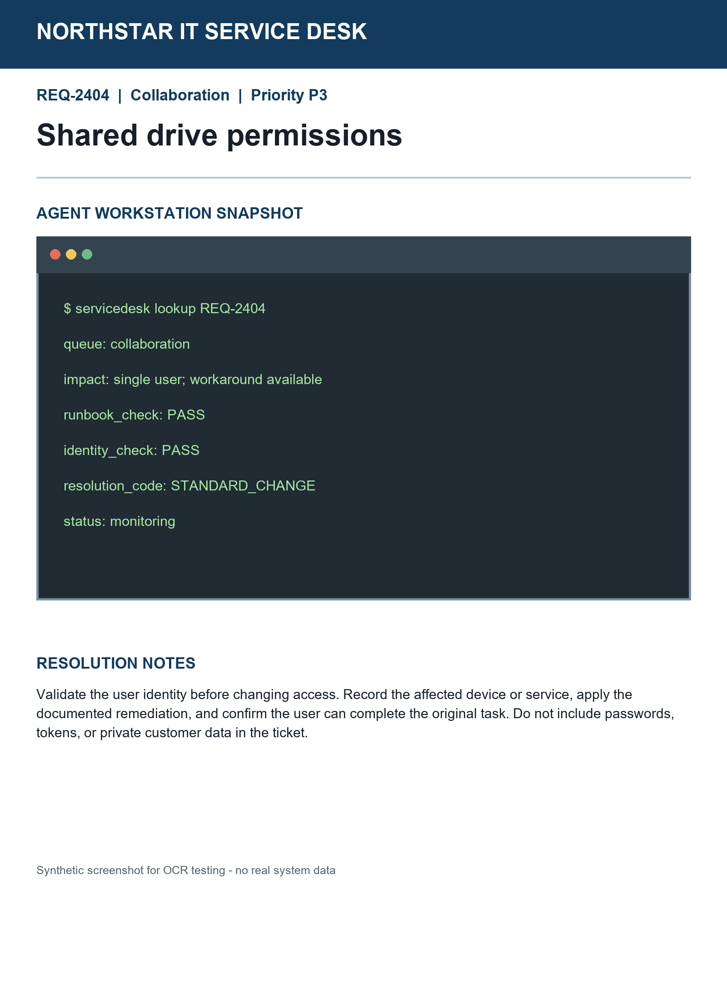 NORTHSTAR IT SERVICE DESK
REQ-2404 | Collaboration | Priority P3
Shared drive permissions
AGENT WORKSTATION SNAPSHOT
$ servicedesk lookup REQ-2404
queue: collaboration
impact: single user; workaround available
runbook_check: PASS
identity_check: PASS
resolution_code: STANDARD_CHANGE
status: monitoring
RESOLUTION NOTES
Validate the user identity before changing access. Record the affected device or service, apply the
documented remediation, and confirm the user can complete the original task. Do not include passwords,
tokens, or private customer data in the ticket.
Synthetic screenshot for OCR testing - no real system data